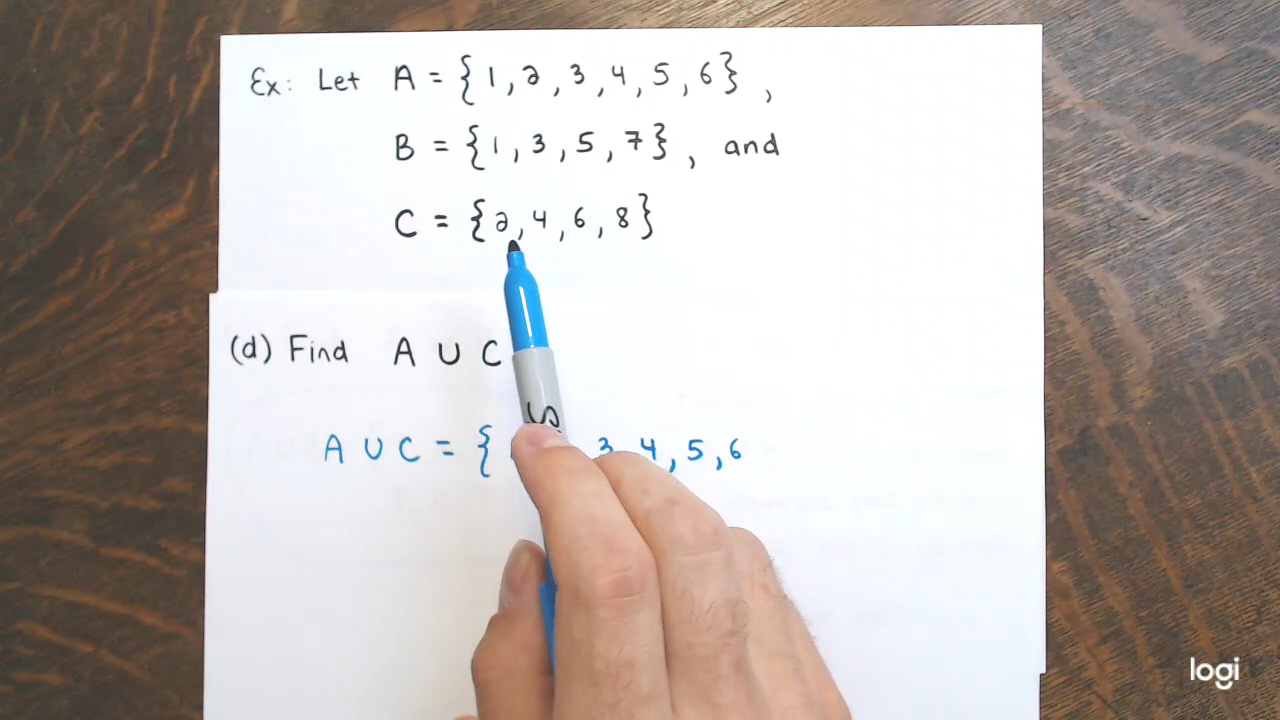 Ex: Let A = {1, 2, 3, 4, 5, 6},
B = {1, 3, 5, 7}, and
C = {2, 4, 6, 8}
(d) Find A ∪ C
A ∪ C = { 3, 4, 5, 6
S
logi